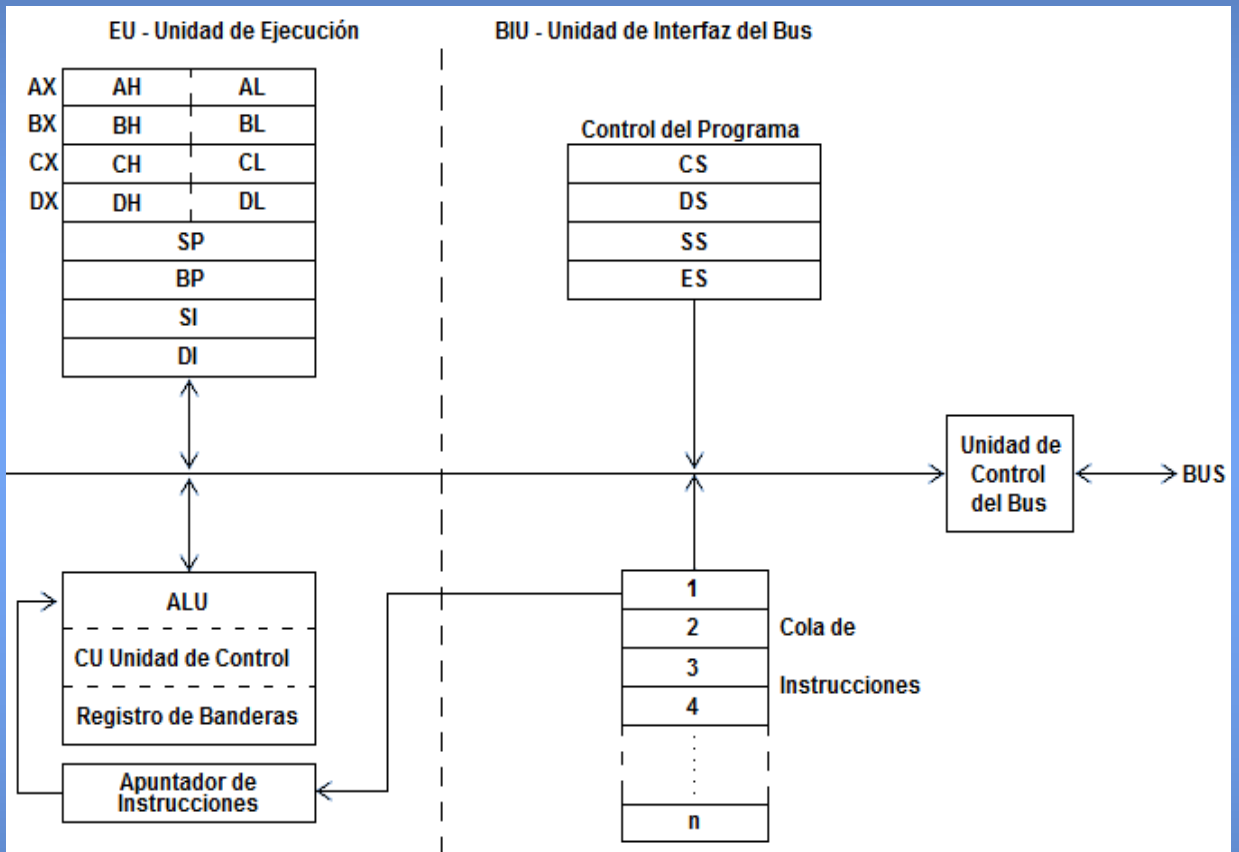 EU - Unidad de Ejecución
BIU - Unidad de Interfaz del Bus
AX AH AL
BX BH BL
CX CH CL
DX DH DL
SP
BP
SI
DI
Control del Programa
CS
DS
SS
ES
Unidad de
Control
del Bus
BUS
ALU
CU Unidad de Control
Registro de Banderas
Apuntador de
Instrucciones
1
2
3
4
n
Cola de
Instrucciones